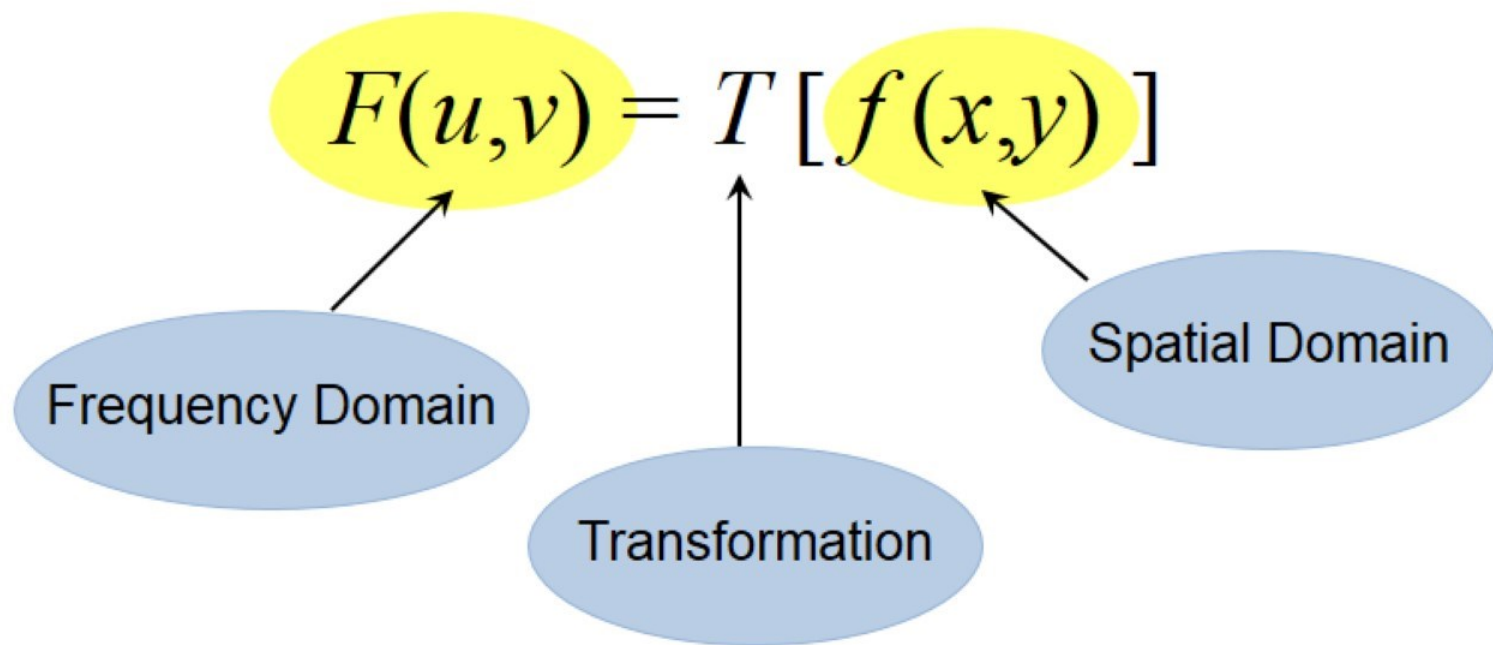 F(u,v) = T [ f (x,y) ]
Spatial Domain
Frequency Domain
Transformation